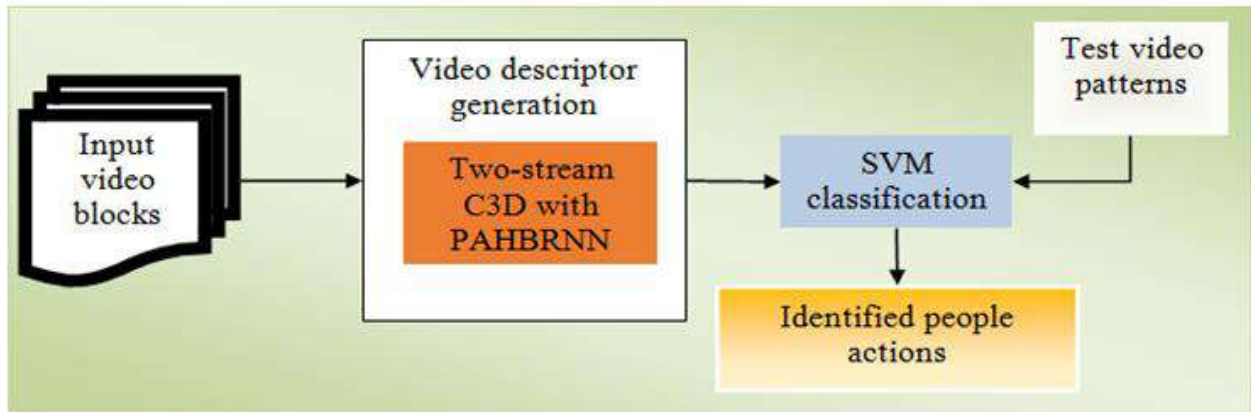 Input
video
blocks
Video descriptor
generation
Two-stream
C3D with
PAHBRNN
SVM
classification
Test video
patterns
Identified people
actions